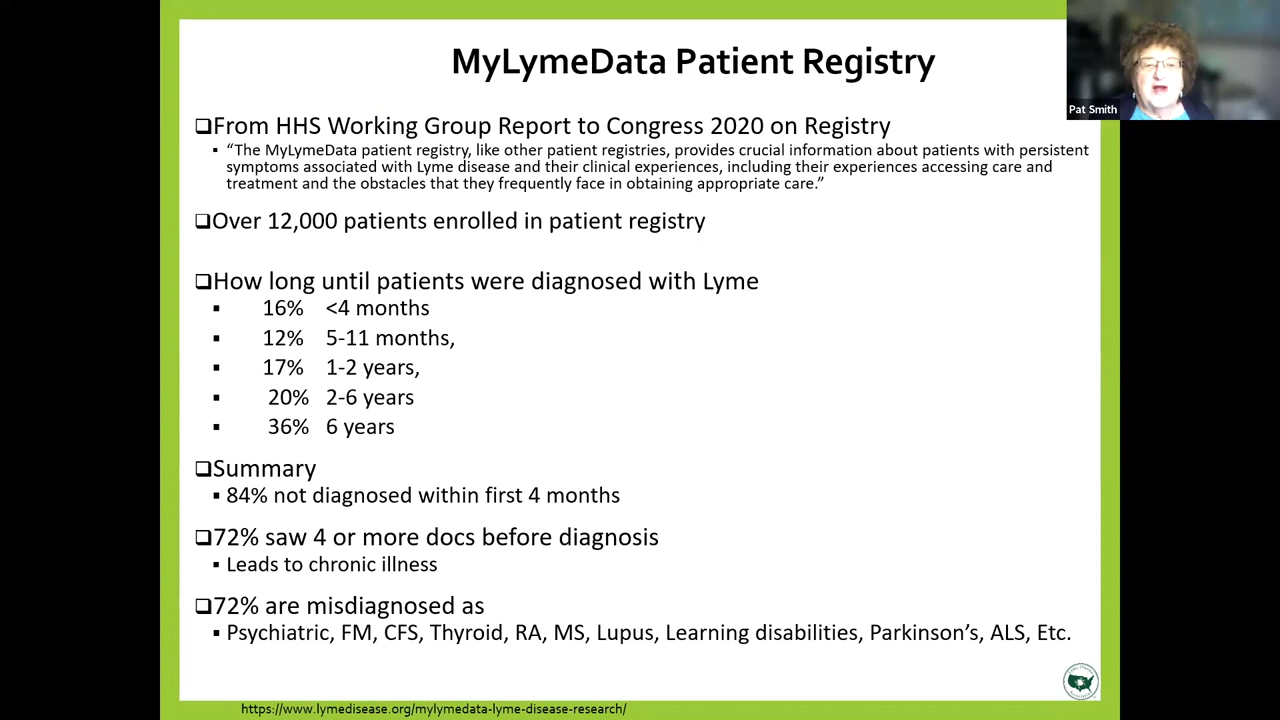 MyLymeData Patient Registry
Pat Smith
❑From HHS Working Group Report to Congress 2020 on Registry
▪ “The MyLymeData patient registry, like other patient registries, provides crucial information about patients with persistent
symptoms associated with Lyme disease and their clinical experiences, including their experiences accessing care and
treatment and the obstacles that they frequently face in obtaining appropriate care.”
❑Over 12,000 patients enrolled in patient registry
❑How long until patients were diagnosed with Lyme
▪ 16% <4 months
▪ 12% 5-11 months,
▪ 17% 1-2 years,
▪ 20% 2-6 years
▪ 36% 6 years
❑Summary
▪ 84% not diagnosed within first 4 months
❑72% saw 4 or more docs before diagnosis
▪ Leads to chronic illness
❑72% are misdiagnosed as
▪ Psychiatric, FM, CFS, Thyroid, RA, MS, Lupus, Learning disabilities, Parkinson’s, ALS, Etc.
https://www.lymedisease.org/mylymedata-lyme-disease-research/